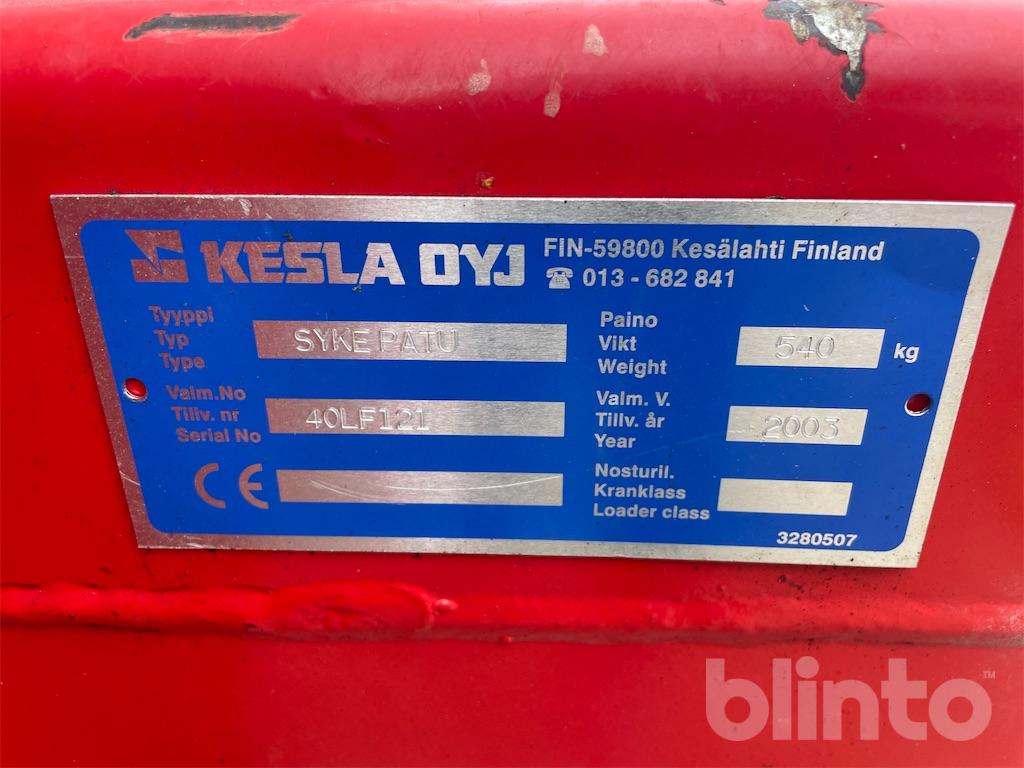 KESLA OYJ FIN-59800 Kesälahti Finland
☎ 013 - 682 841
Tyyppi
Typ
Type
SYKE PATU
Paino
Vikt
Weight
540 kg
Valm.No
Tillv. nr
Serial No
40LF121
Valm. V.
Tillv. år
Year
2003
CE
Nosturil.
Kranklass
Loader class
3280507
blinto™